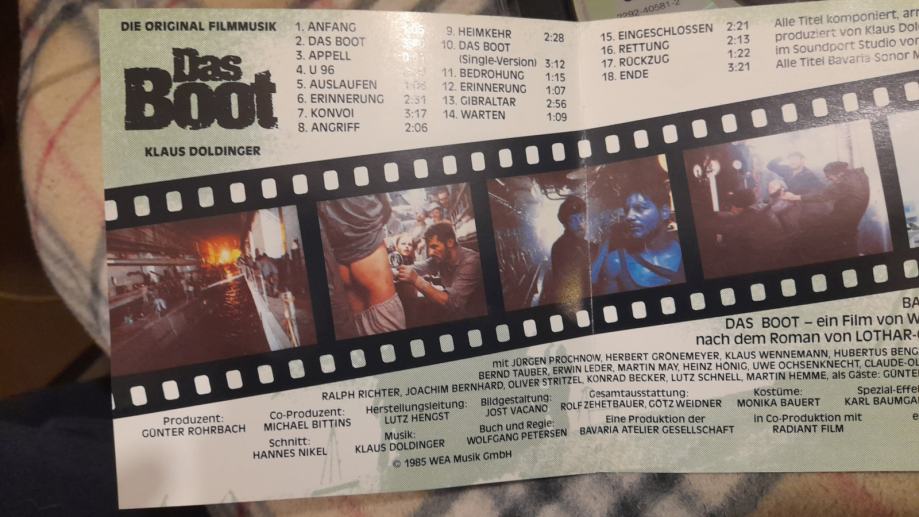 2292-40581-2
DIE ORIGINAL FILMMUSIK
Das
Boot
KLAUS DOLDINGER
1. ANFANG
2. DAS BOOT
3. APPELL
4. U 96
5. AUSLAUFEN
6. ERINNERUNG 2:31
7. KONVOI 3:17
8. ANGRIFF 2:06
9. HEIMKEHR 2:28
10. DAS BOOT
(Single-Version) 3:12
11. BEDROHUNG 1:15
12. ERINNERUNG 1:07
13. GIBRALTAR 2:56
14. WARTEN 1:09
15. EINGESCHLOSSEN 2:21
16. RETTUNG 2:13
17. RÜCKZUG 1:22
18. ENDE 3:21
Alle Titel komponiert, arr
produziert von Klaus Dold
im Soundport Studio vor
Alle Titel Bavaria Sonor M
BA
DAS BOOT – ein Film von W
nach dem Roman von LOTHAR-
mit JÜRGEN PROCHNOW, HERBERT GRÖNEMEYER, KLAUS WENNEMANN, HUBERTUS BENG
BERND TAUBER, ERWIN LEDER, MARTIN MAY, HEINZ HÖNIG, UWE OCHSENKNECHT, CLAUDE-OL
RALPH RICHTER, JOACHIM BERNHARD, OLIVER STRITZEL, KONRAD BECKER, LUTZ SCHNELL, MARTIN HEMME, als Gäste: GÜNTE
Produzent:
GÜNTER ROHRBACH
Co-Produzent:
MICHAEL BITTINS
Herstellungsleitung:
LUTZ HENGST
Bildgestaltung:
JOST VACANO
Gesamtausstattung:
ROLF ZEHETBAUER, GÖTZ WEIDNER
Kostüme:
MONIKA BAUERT
Spezial-Effe
KARL BAUMGA
Schnitt:
HANNES NIKEL
Musik:
KLAUS DOLDINGER
Buch und Regie:
WOLFGANG PETERSEN
Eine Produktion der
BAVARIA ATELIER GESELLSCHAFT
in Co-Produktion mit
RADIANT FILM
© 1985 WEA Musik GmbH